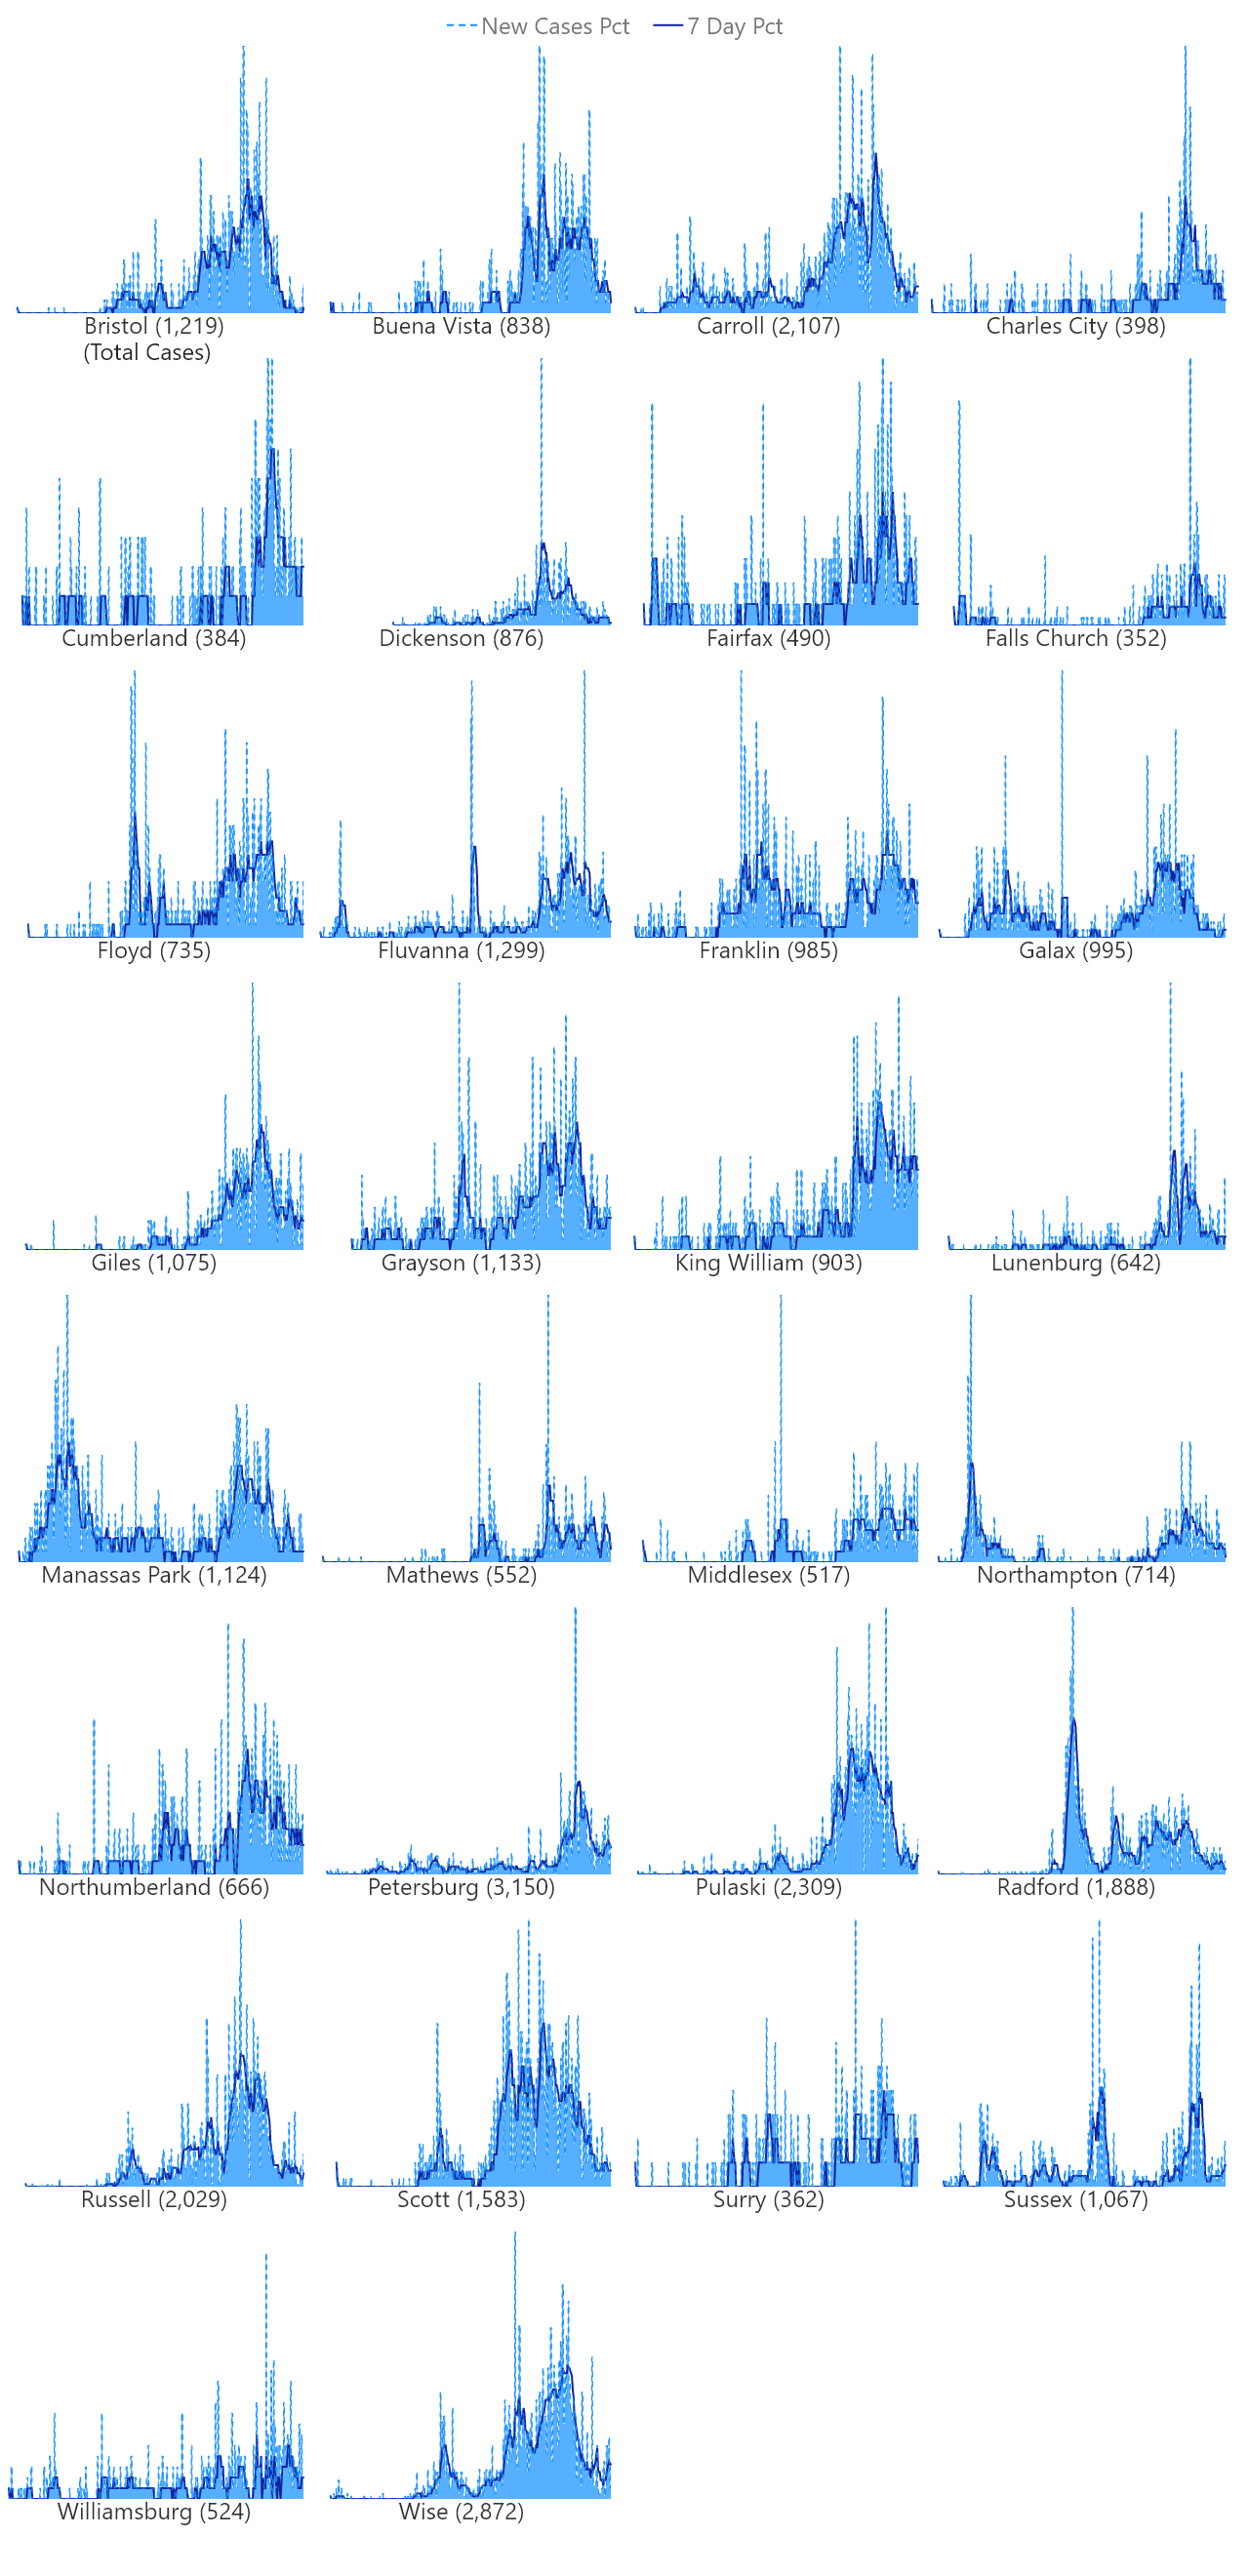 New Cases Pct 7 Day Pct
Bristol (1,219) Buena Vista (838) Carroll (2,107) Charles City (398)
(Total Cases)
Cumberland (384) Dickenson (876) Fairfax (490) Falls Church (352)
Floyd (735) Fluvanna (1,299) Franklin (985) Galax (995)
Giles (1,075) Grayson (1,133) King William (903) Lunenburg (642)
Manassas Park (1,124) Mathews (552) Middlesex (517) Northampton (714)
Northumberland (666) Petersburg (3,150) Pulaski (2,309) Radford (1,888)
Russell (2,029) Scott (1,583) Surry (362) Sussex (1,067)
Williamsburg (524) Wise (2,872)